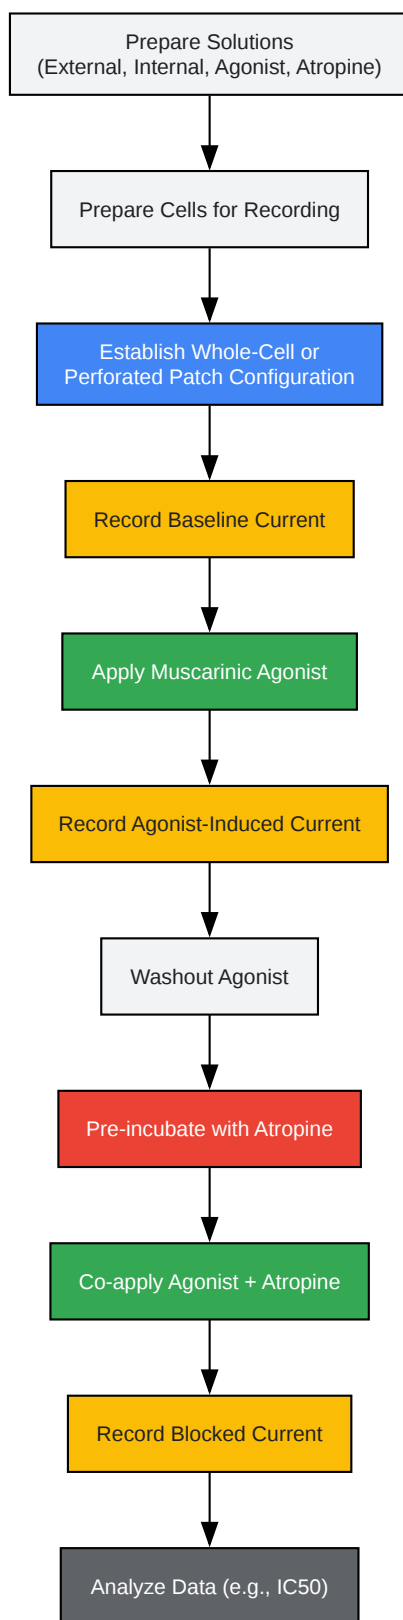 Prepare Solutions
(External, Internal, Agonist, Atropine)
Prepare Cells for Recording
Establish Whole-Cell or
Perforated Patch Configuration
Record Baseline Current
Apply Muscarinic Agonist
Record Agonist-Induced Current
Washout Agonist
Pre-incubate with Atropine
Co-apply Agonist + Atropine
Record Blocked Current
Analyze Data (e.g., IC50)